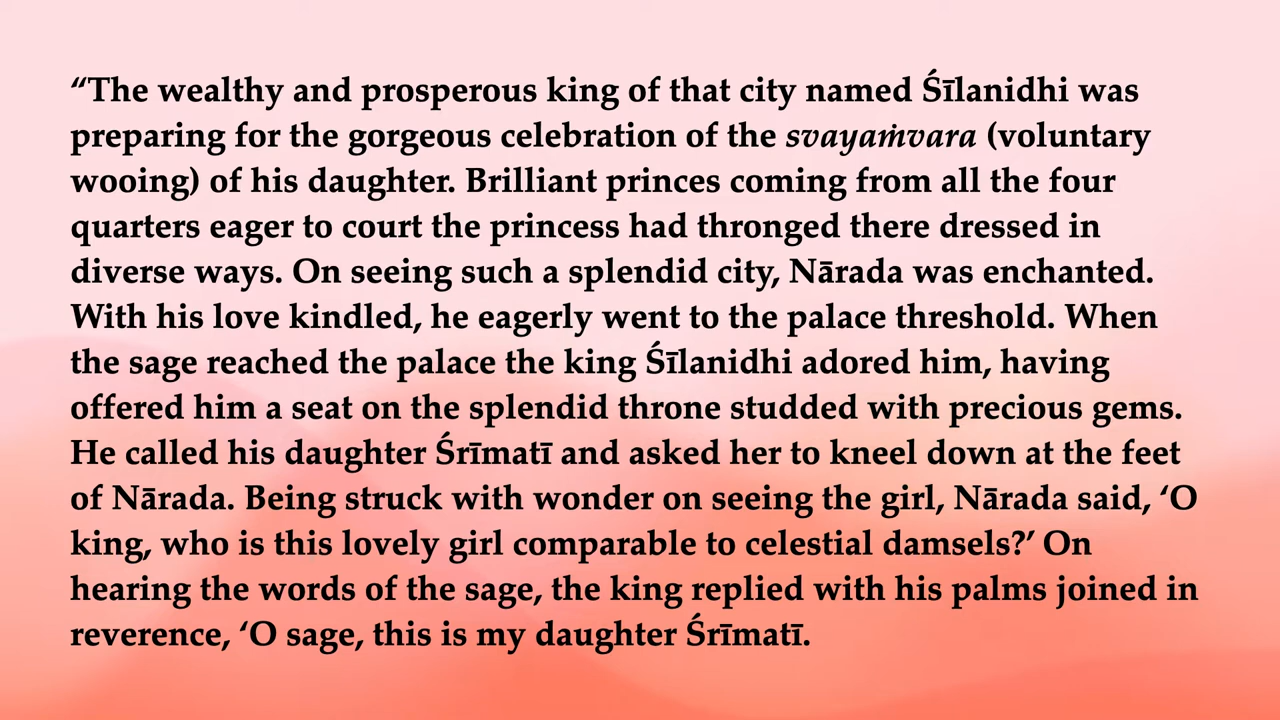 “The wealthy and prosperous king of that city named Śīlanidhi was
preparing for the gorgeous celebration of the svayaṁvara (voluntary
wooing) of his daughter. Brilliant princes coming from all the four
quarters eager to court the princess had thronged there dressed in
diverse ways. On seeing such a splendid city, Nārada was enchanted.
With his love kindled, he eagerly went to the palace threshold. When
the sage reached the palace the king Śīlanidhi adored him, having
offered him a seat on the splendid throne studded with precious gems.
He called his daughter Śrīmatī and asked her to kneel down at the feet
of Nārada. Being struck with wonder on seeing the girl, Nārada said, ‘O
king, who is this lovely girl comparable to celestial damsels?’ On
hearing the words of the sage, the king replied with his palms joined in
reverence, ‘O sage, this is my daughter Śrīmatī.